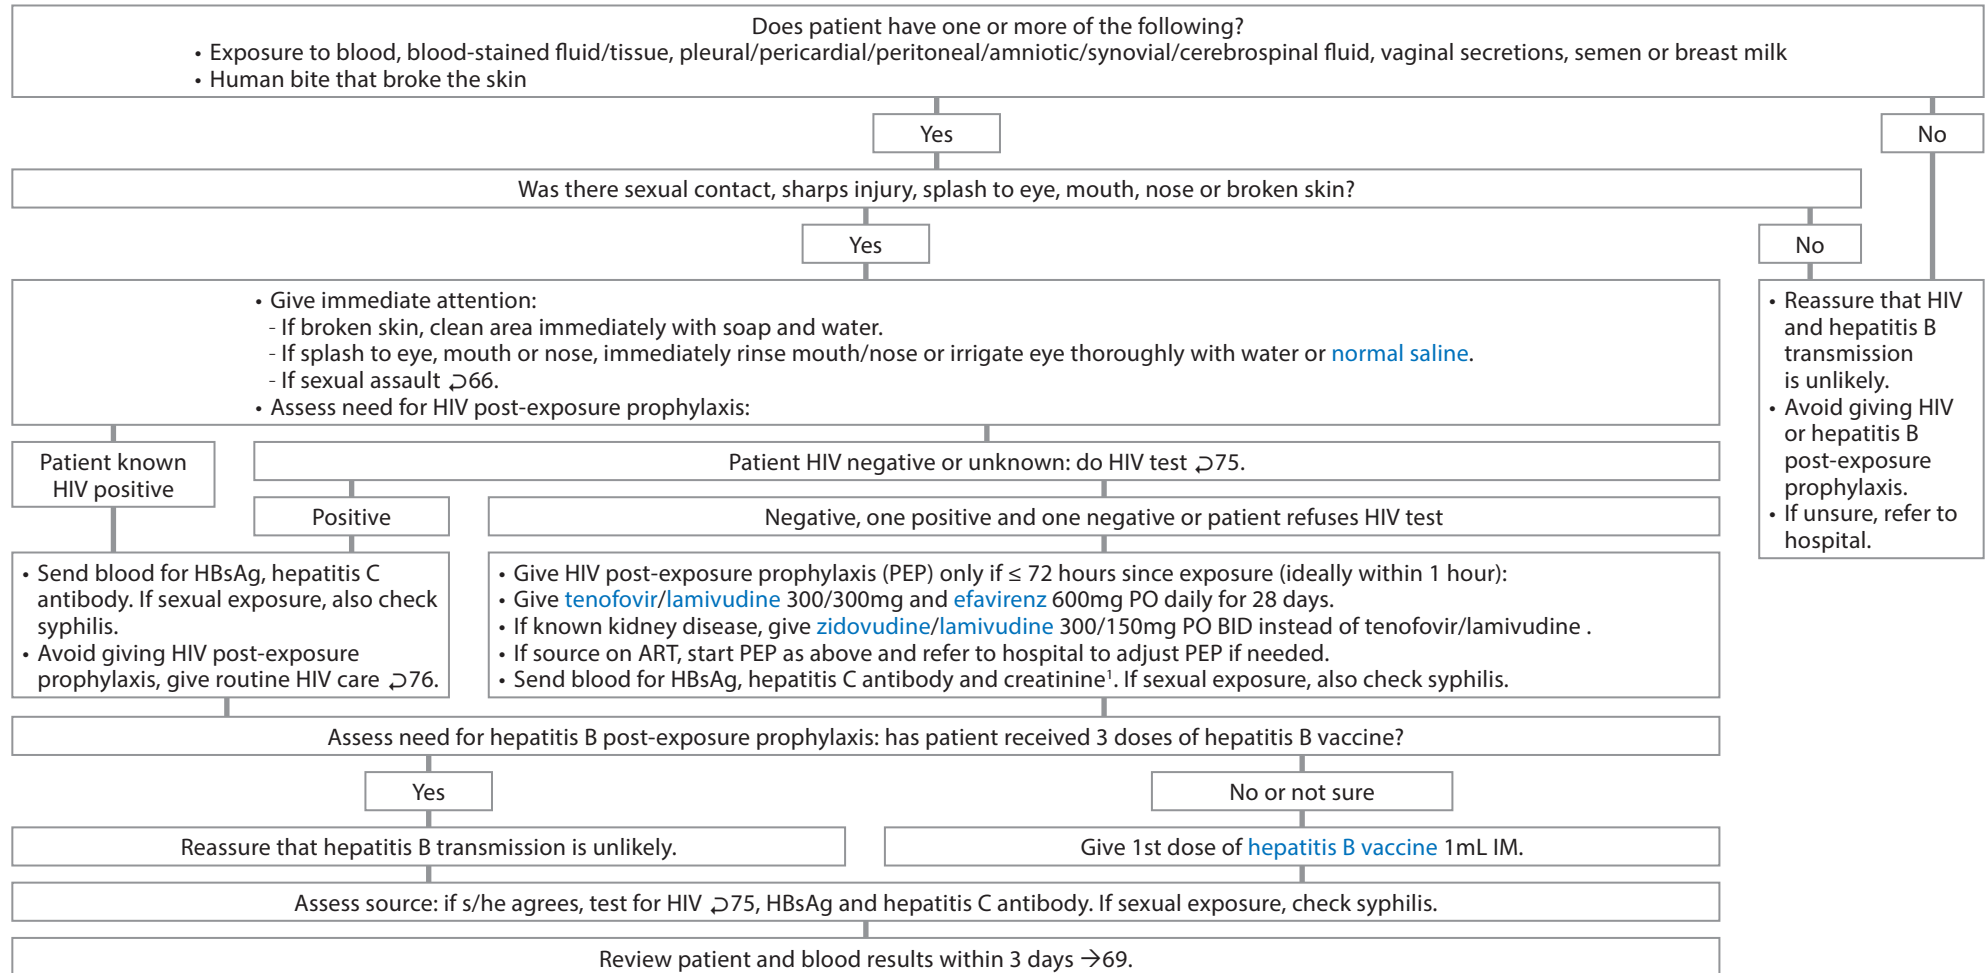 Does patient have one or more of the following?
• Exposure to blood, blood-stained fluid/tissue, pleural/pericardial/peritoneal/amniotic/synovial/cerebrospinal fluid, vaginal secretions, semen or breast milk
• Human bite that broke the skin
Yes
No
Was there sexual contact, sharps injury, splash to eye, mouth, nose or broken skin?
Yes
No
• Give immediate attention:
- If broken skin, clean area immediately with soap and water.
- If splash to eye, mouth or nose, immediately rinse mouth/nose or irrigate eye thoroughly with water or normal saline.
- If sexual assault ⮌66.
• Assess need for HIV post-exposure prophylaxis:
• Reassure that HIV
and hepatitis B
transmission
is unlikely.
• Avoid giving HIV
or hepatitis B
post-exposure
prophylaxis.
• If unsure, refer to
hospital.
Patient known
HIV positive
Patient HIV negative or unknown: do HIV test ⮌75.
Positive
Negative, one positive and one negative or patient refuses HIV test
• Send blood for HBsAg, hepatitis C
antibody. If sexual exposure, also check
syphilis.
• Avoid giving HIV post-exposure
prophylaxis, give routine HIV care ⮌76.
• Give HIV post-exposure prophylaxis (PEP) only if ≤ 72 hours since exposure (ideally within 1 hour):
• Give tenofovir/lamivudine 300/300mg and efavirenz 600mg PO daily for 28 days.
• If known kidney disease, give zidovudine/lamivudine 300/150mg PO BID instead of tenofovir/lamivudine .
• If source on ART, start PEP as above and refer to hospital to adjust PEP if needed.
• Send blood for HBsAg, hepatitis C antibody and creatinine¹. If sexual exposure, also check syphilis.
Assess need for hepatitis B post-exposure prophylaxis: has patient received 3 doses of hepatitis B vaccine?
Yes
No or not sure
Reassure that hepatitis B transmission is unlikely.
Give 1st dose of hepatitis B vaccine 1mL IM.
Assess source: if s/he agrees, test for HIV ⮌75, HBsAg and hepatitis C antibody. If sexual exposure, check syphilis.
Review patient and blood results within 3 days →69.